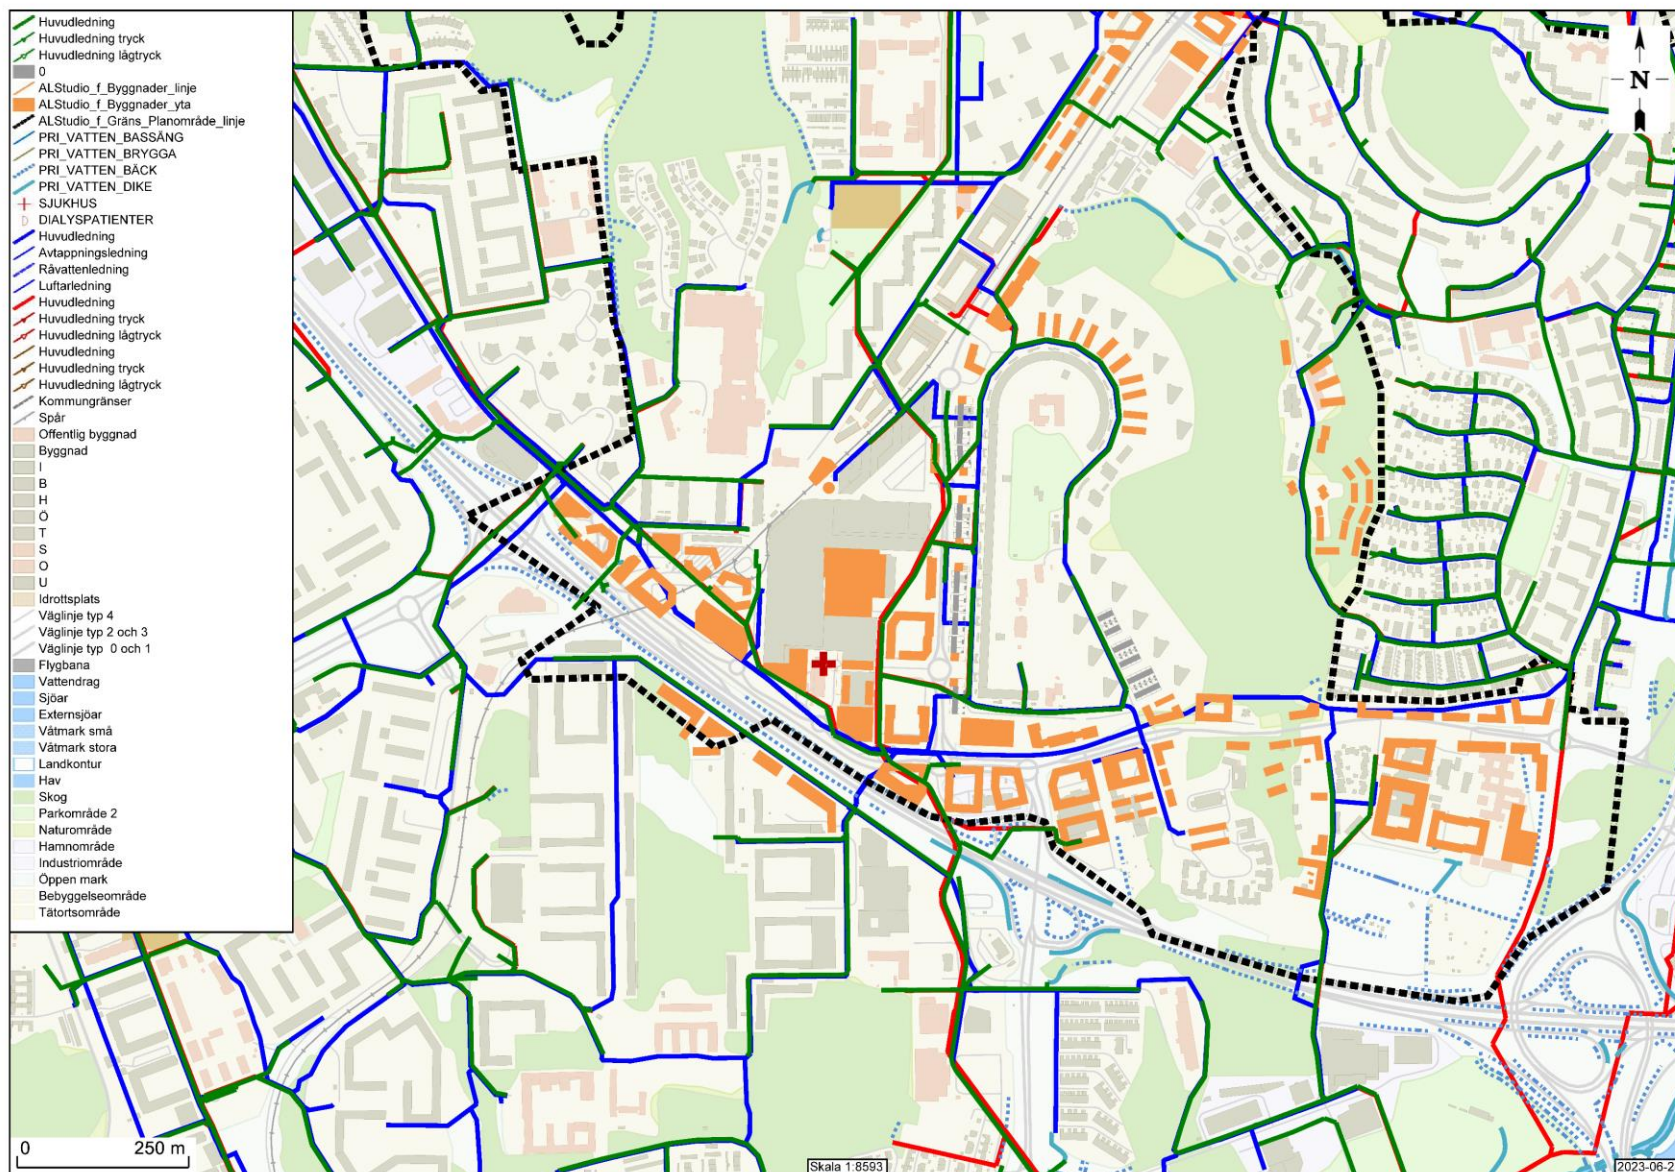 Huvudledning
Huvudledning tryck
Huvudledning lågtryck
0
ALStudio_f_Byggnader_linje
ALStudio_f_Byggnader_yta
ALStudio_f_Gräns_Planområde_linje
PRI_VATTEN_BASSÄNG
PRI_VATTEN_BRYGGA
PRI_VATTEN_BÄCK
PRI_VATTEN_DIKE
SJUKHUS
DIALYSPATIENTER
Huvudledning
Avtappningsledning
Råvattenledning
Luftarledning
Huvudledning
Huvudledning tryck
Huvudledning lågtryck
Huvudledning
Huvudledning tryck
Huvudledning lågtryck
Kommungränser
Spår
Offentlig byggnad
Byggnad
I
B
H
Ö
T
S
O
U
Idrottsplats
Väglinje typ 4
Väglinje typ 2 och 3
Väglinje typ 0 och 1
Flygbana
Vattendrag
Sjöar
Externsjöar
Våtmark små
Våtmark stora
Landkontur
Hav
Skog
Parkområde 2
Naturområde
Hamnområde
Industriområde
Öppen mark
Bebyggelseområde
Tätortsområde
N
0 250 m
Skala 1:8593